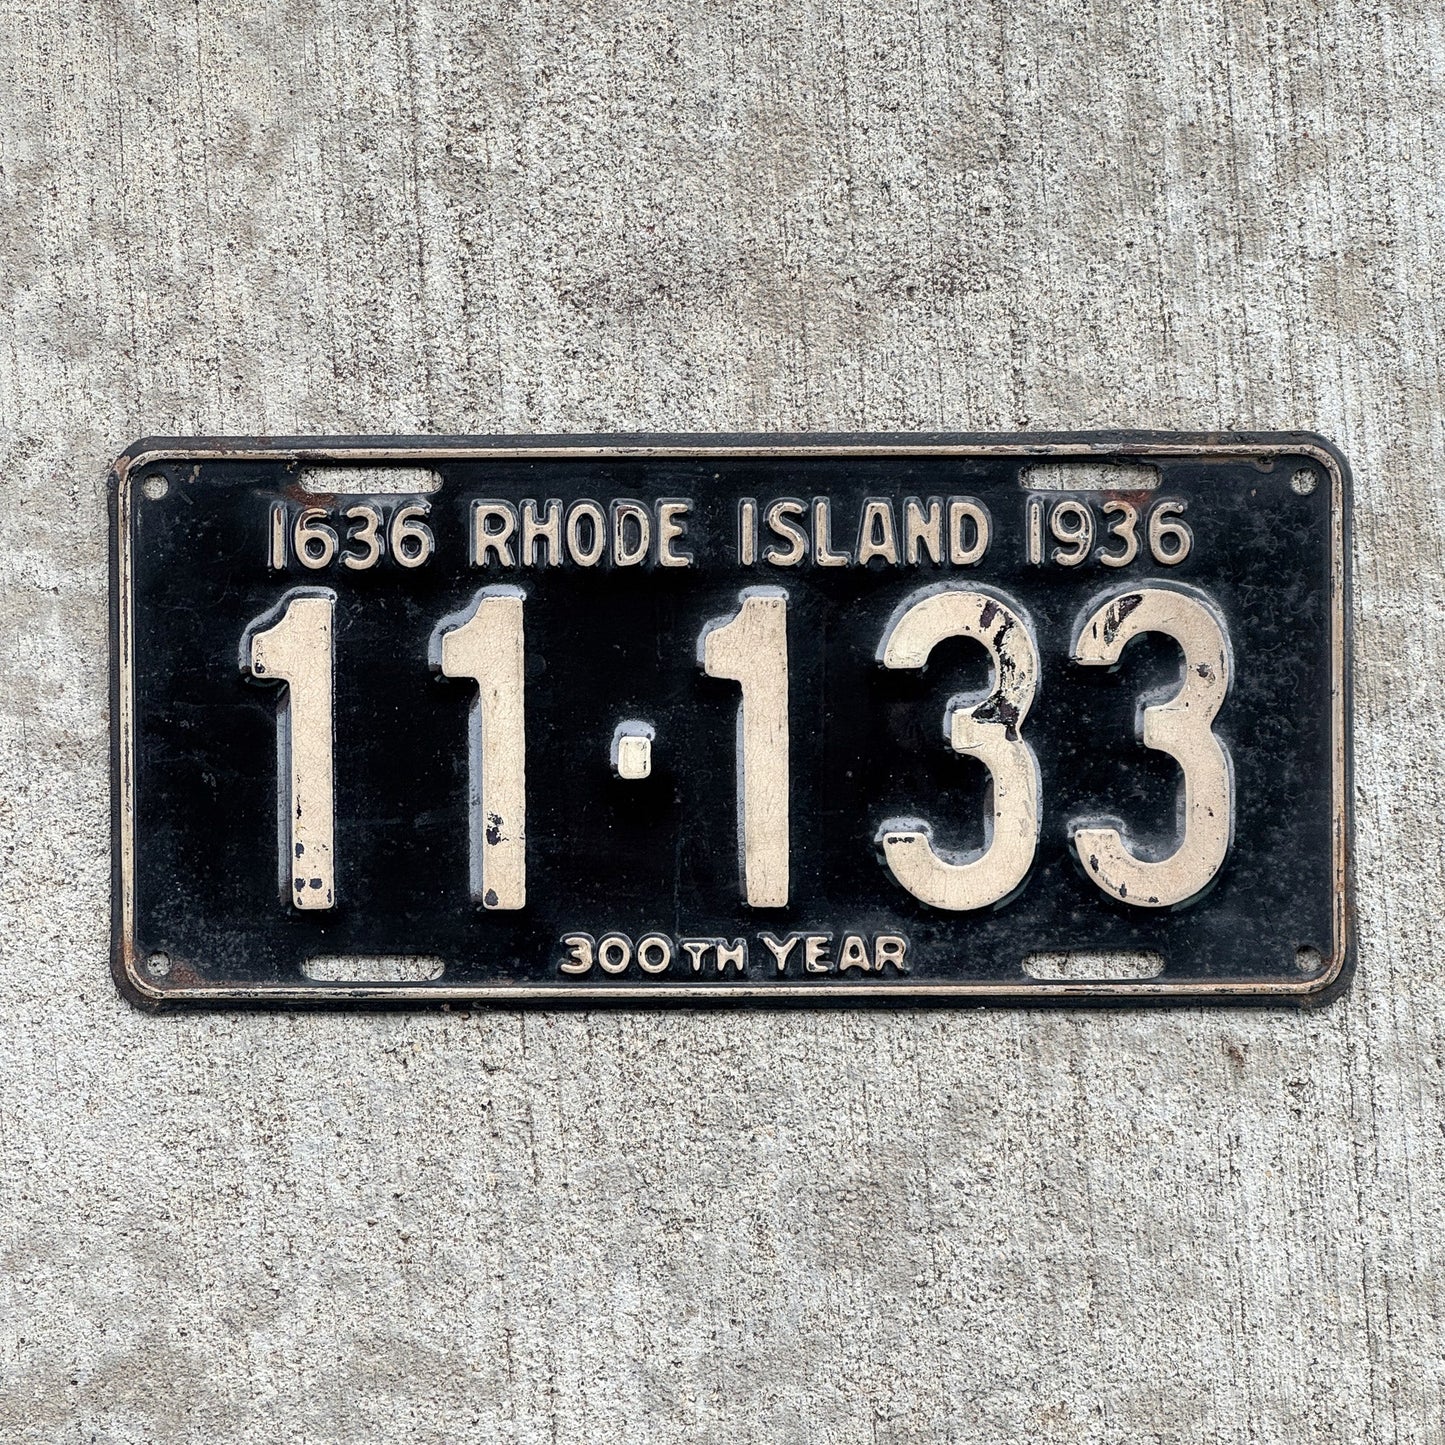 1636 RHODE ISLAND 1936
11·133
300TH YEAR